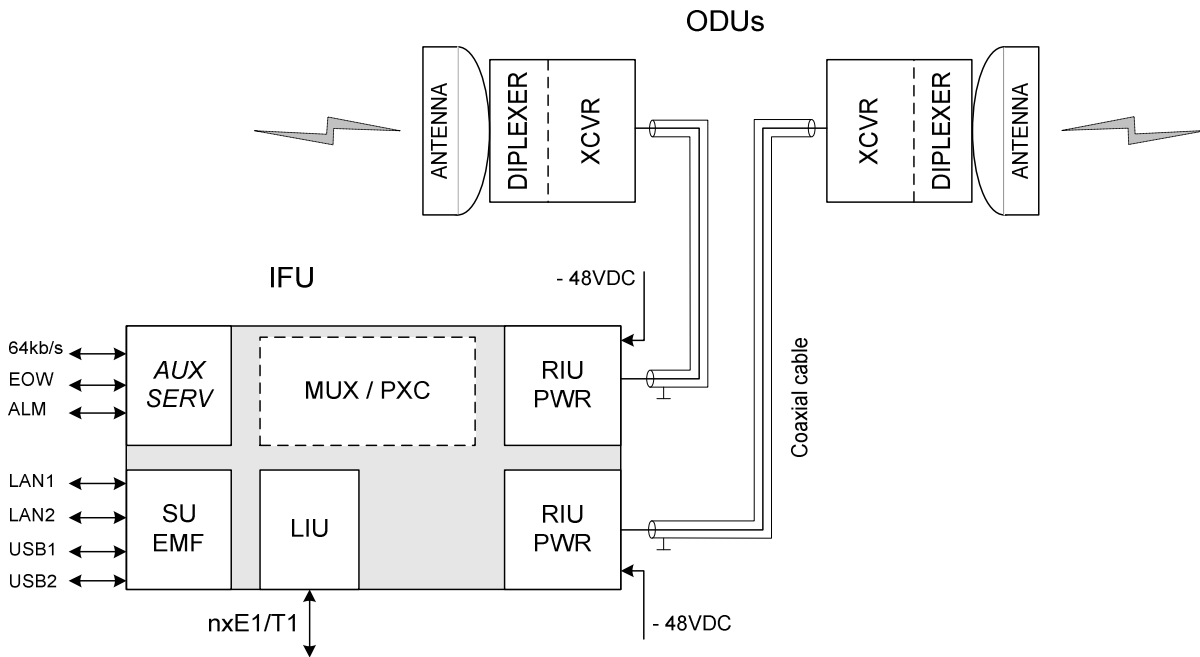 ODUs
ANTENNA
DIPLEXER
XCVR
XCVR
DIPLEXER
ANTENNA
IFU
- 48VDC
64kb/s
EOW
ALM
AUX
SERV
MUX / PXC
RIU
PWR
Coaxial cable
LAN1
LAN2
USB1
USB2
SU
EMF
LIU
RIU
PWR
nxE1/T1
- 48VDC